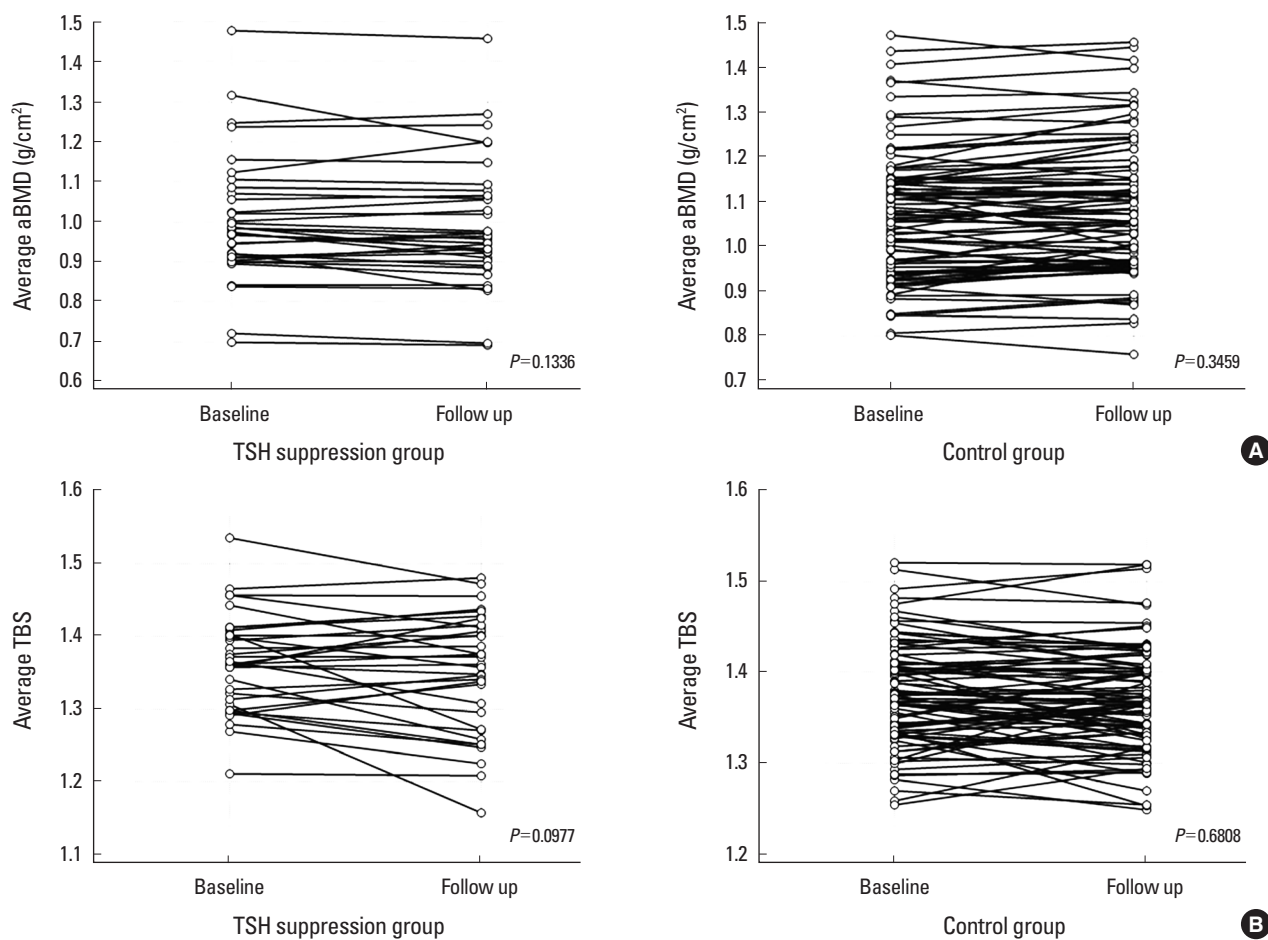 1.5
1.4
1.3
1.2
1.1
1.0
0.9
0.8
0.7
0.6
Average aBMD (g/cm²)
P=0.1336
Baseline
Follow up
TSH suppression group
1.5
1.4
1.3
1.2
1.1
1.0
0.9
0.8
0.7
Average aBMD (g/cm²)
P=0.3459
Baseline
Follow up
Control group
A
1.6
1.5
1.4
1.3
1.2
1.1
Average TBS
P=0.0977
Baseline
Follow up
TSH suppression group
1.6
1.5
1.4
1.3
1.2
Average TBS
P=0.6808
Baseline
Follow up
Control group
B